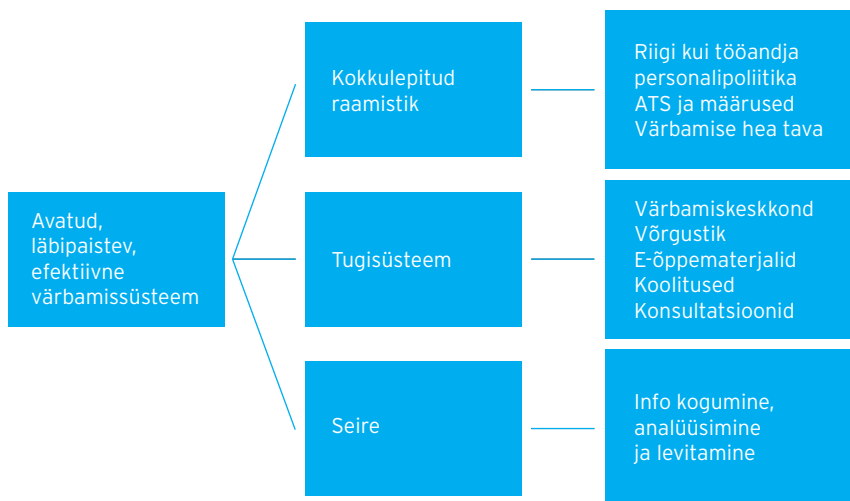 Avatud,
läbipaistev,
efektiivne
värbamissüsteem
Kokkulepitud
raamistik
Riigi kui tööandja
personalipoliitika
ATS ja määrused
Värbamise hea tava
Tugisüsteem
Värbamiskeskkond
Võrgustik
E-õppematerjalid
Koolitused
Konsultatsioonid
Seire
Info kogumine,
analüüsimine
ja levitamine